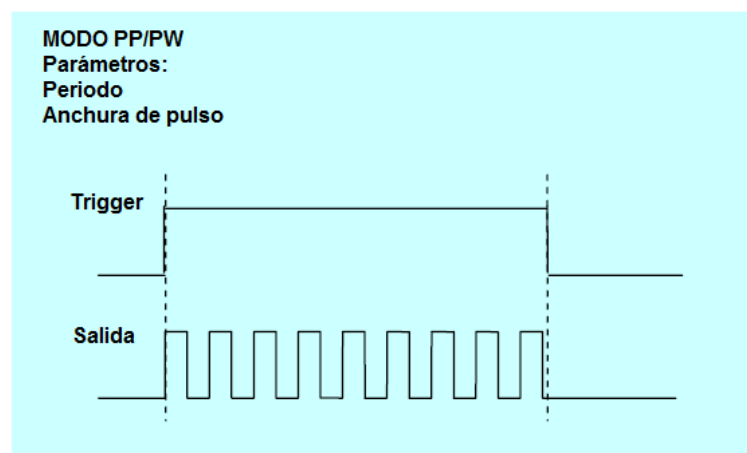 MODO PP/PW
Parámetros:
Periodo
Anchura de pulso
Trigger
Salida